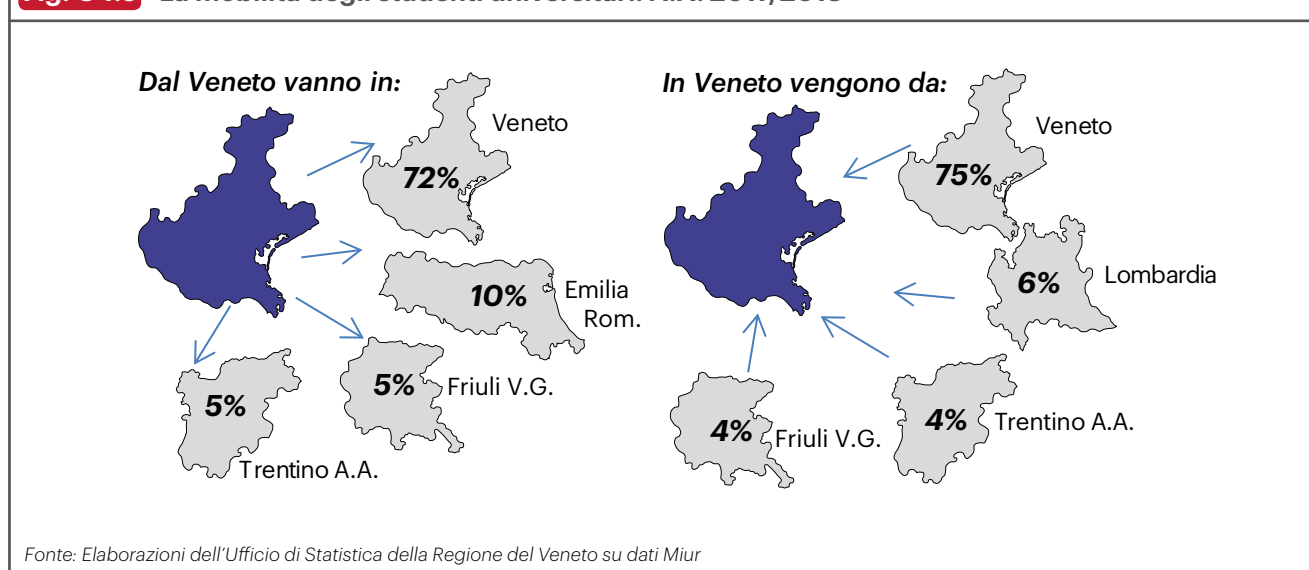 Dal Veneto vanno in:
Veneto
72%
10%
Emilia
Rom.
5%
Friuli V.G.
5%
Trentino A.A.
In Veneto vengono da:
Veneto
75%
6%
Lombardia
4%
Trentino A.A.
4%
Friuli V.G.
Fonte: Elaborazioni dell'Ufficio di Statistica della Regione del Veneto su dati Miur